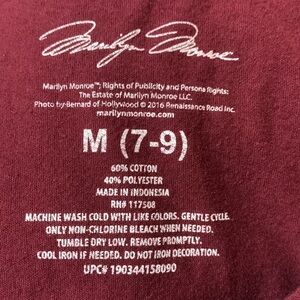 Marilyn Monroe
Marilyn Monroe™; Rights of Publicity and Persona Rights:
The Estate of Marilyn Monroe LLC.
Photo by Bernard of Hollywood © 2016 Renaissance Road Inc.
marilynmonroe.com
M (7-9)
60% COTTON
40% POLYESTER
MADE IN INDONESIA
RN# 117508
MACHINE WASH COLD WITH LIKE COLORS. GENTLE CYCLE.
ONLY NON-CHLORINE BLEACH WHEN NEEDED.
TUMBLE DRY LOW. REMOVE PROMPTLY.
COOL IRON IF NEEDED. DO NOT IRON DECORATION.
UPC# 190344158090